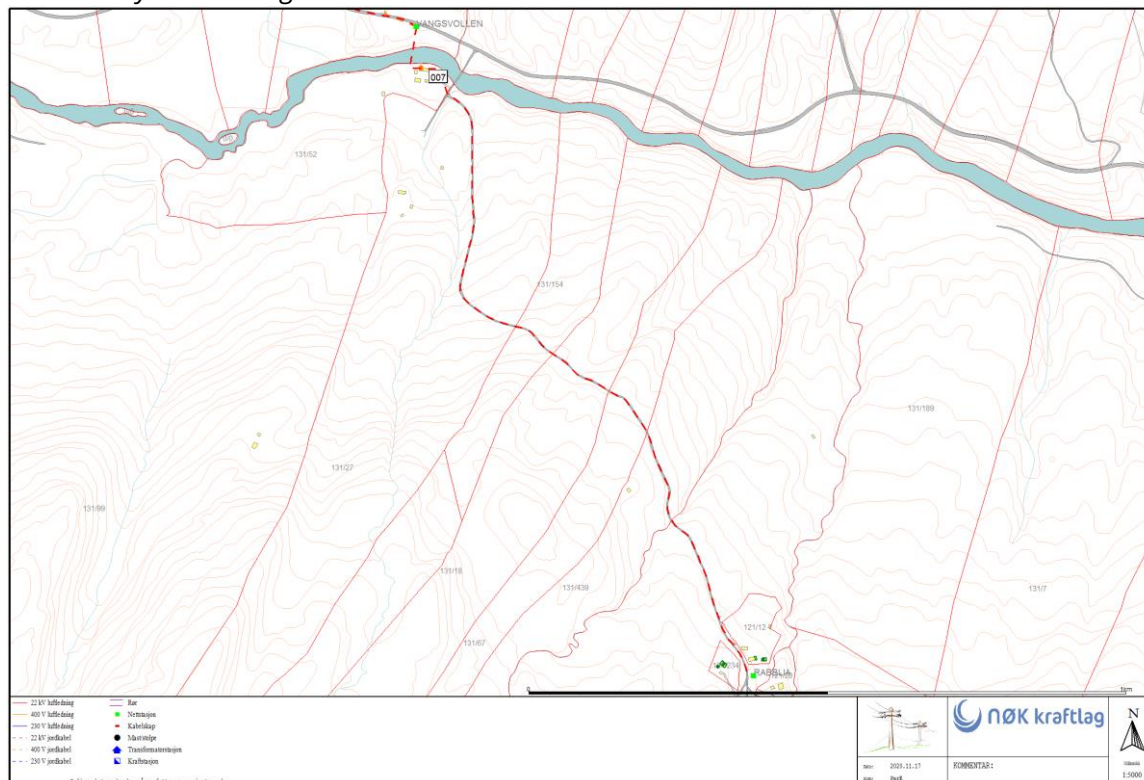 VANGSVOLLEN
007
131/52
131/154
131/189
131/27
131/99
131/18
131/439
131/7
131/67
121/12
RABBLIA
0
22 kV luftledning
400 V luftledning
230 V luftledning
22 kV jordkabel
400 V jordkabel
230 V jordkabel
Rør
Nettstasjon
Kabelskap
Mast/stolpe
Transformatorstasjon
Kraftstasjon
NØK kraftlag
Dato: 2020.11.17
KOMMENTAR:
N
1:5000